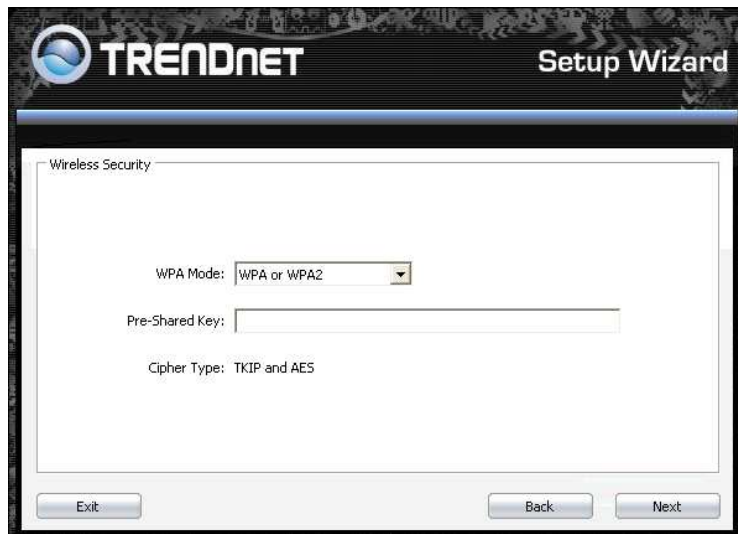 TRENDNET
Setup Wizard
Wireless Security
WPA Mode: WPA or WPA2
Pre-Shared Key:
Cipher Type: TKIP and AES
Exit
Back
Next